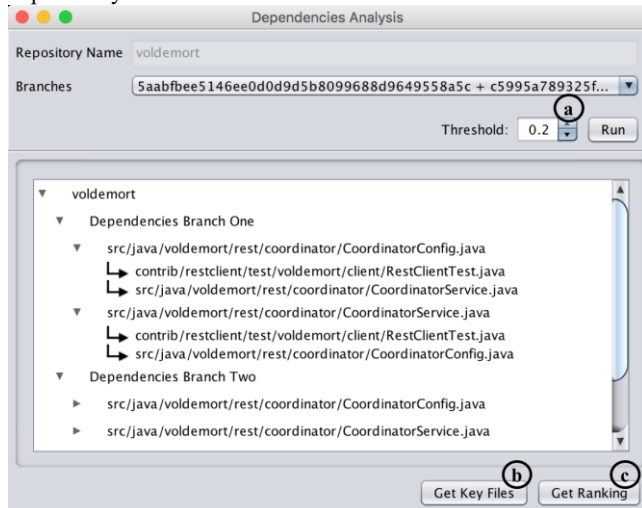 Dependencies Analysis
Repository Name voldemort
Branches 5aabfbee5146ee0d0d9d5b8099688d9649558a5c + c5995a789325f...
a
Threshold: 0.2 Run
voldemort
Dependencies Branch One
src/java/voldemort/rest/coordinator/CoordinatorConfig.java
contrib/restclient/test/voldemort/client/RestClientTest.java
src/java/voldemort/rest/coordinator/CoordinatorService.java
src/java/voldemort/rest/coordinator/CoordinatorService.java
contrib/restclient/test/voldemort/client/RestClientTest.java
src/java/voldemort/rest/coordinator/CoordinatorConfig.java
Dependencies Branch Two
src/java/voldemort/rest/coordinator/CoordinatorConfig.java
src/java/voldemort/rest/coordinator/CoordinatorService.java
b c
Get Key Files Get Ranking